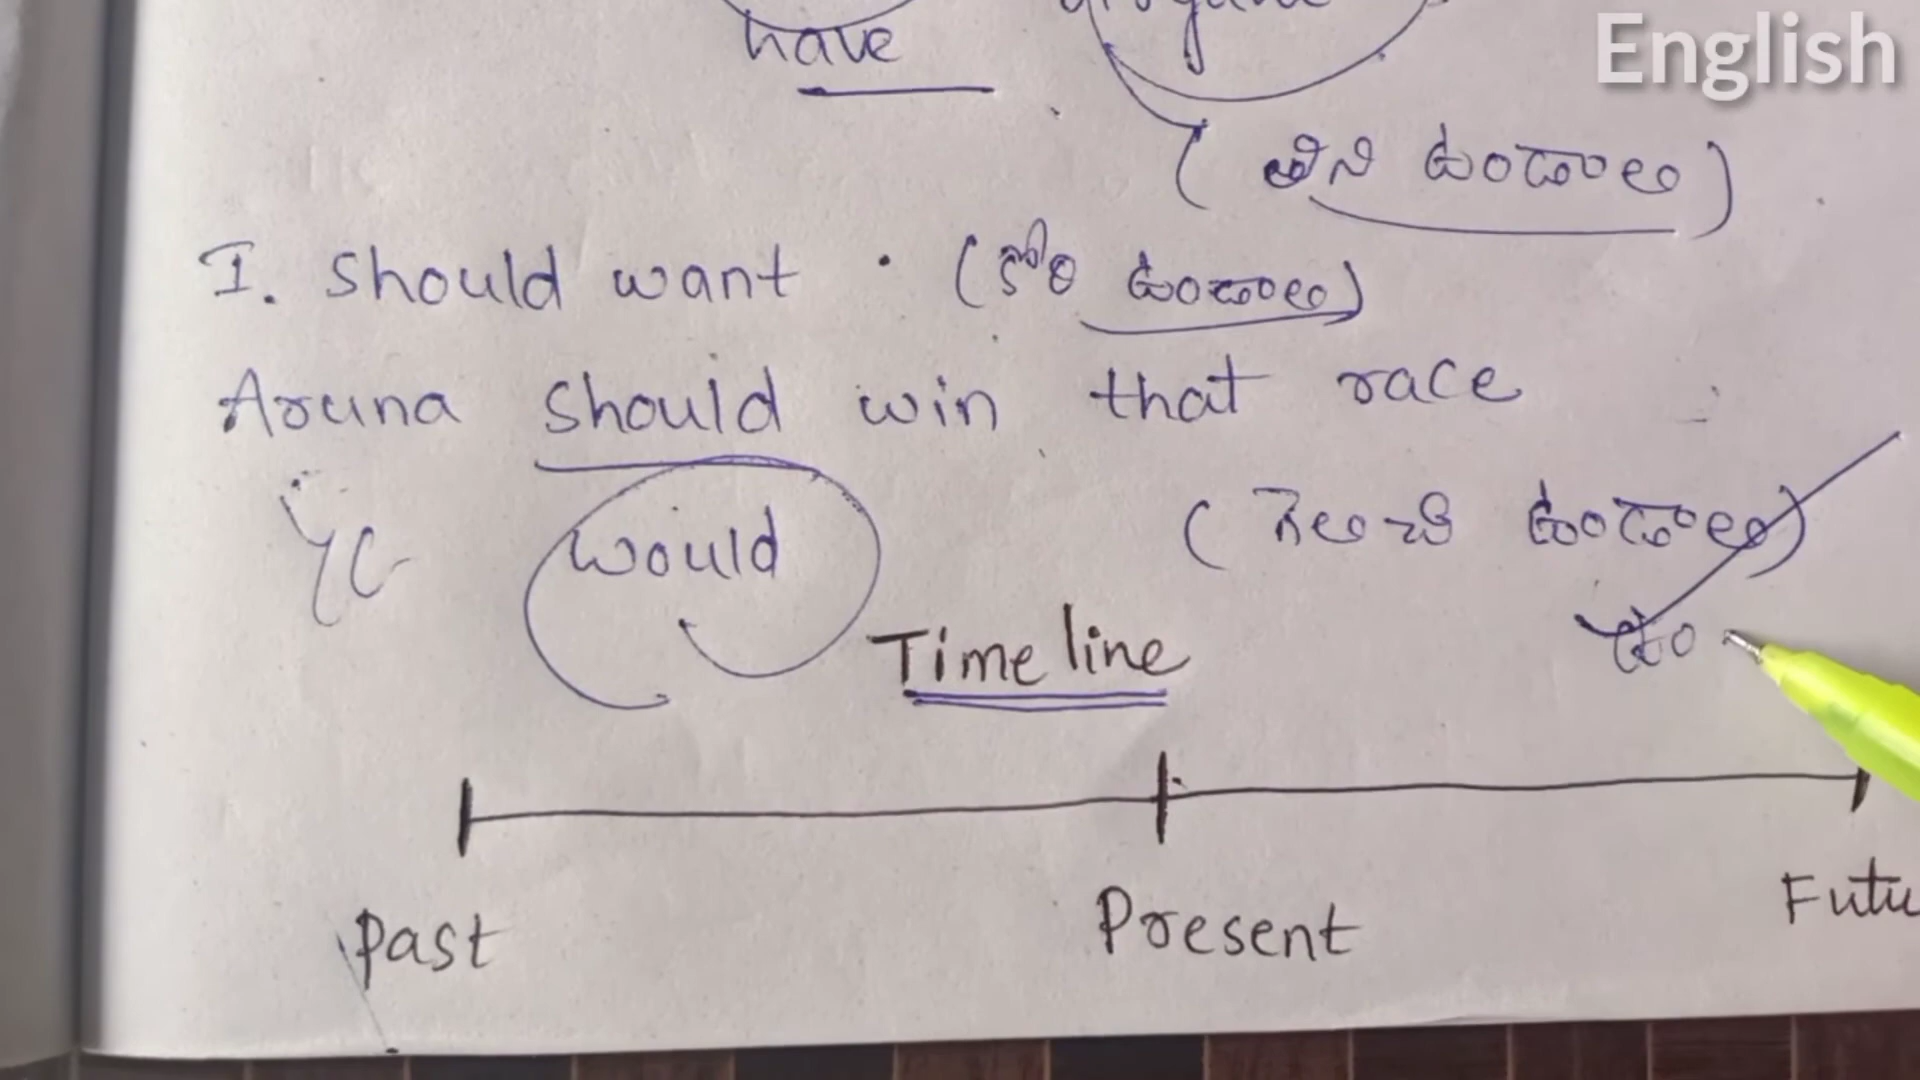 English
have
( తిని ఉండాలి )
I. Should want . ( కోరి ఉండాలి )
Aruna should win that race
would
( గెలిచి ఉండాలి )
ఉం
Time line
Past Present Futu